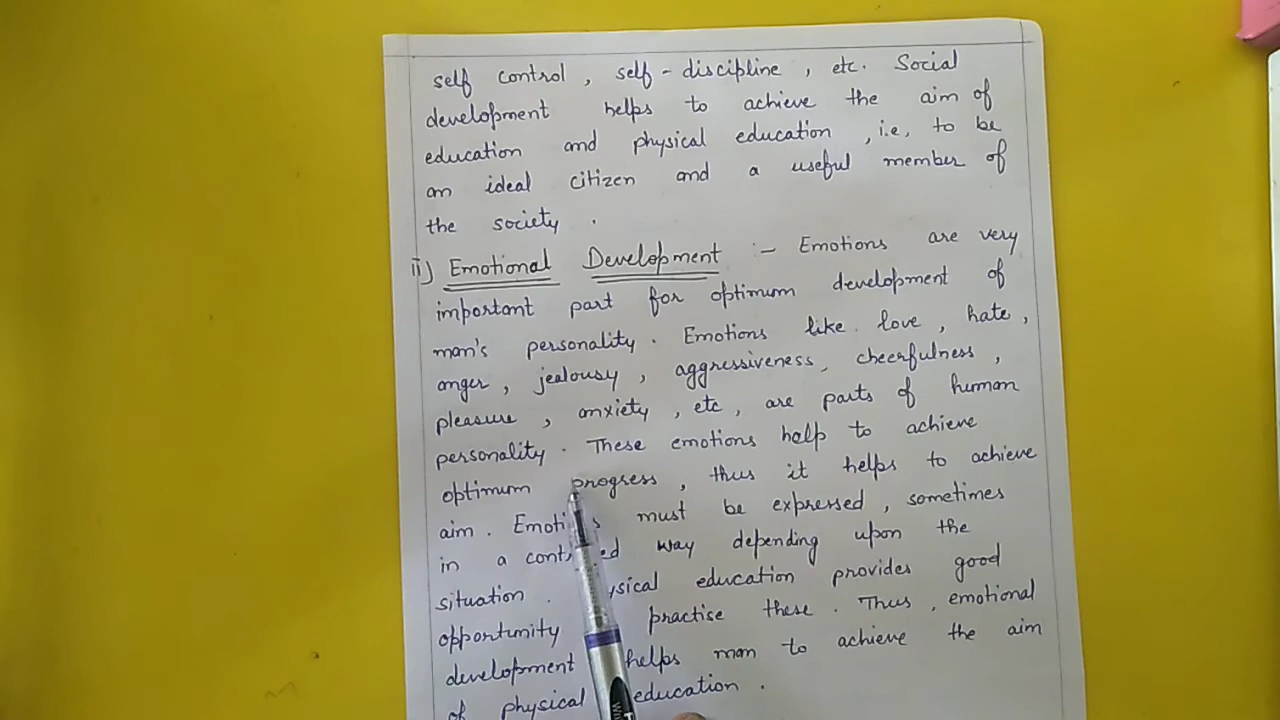 self control , self - discipline , etc. Social
development helps to achieve the aim of
education and physical education , i.e, to be
an ideal citizen and a useful member of
the society .
ii) Emotional Development :- Emotions are very
important part for optimum development of
man's personality . Emotions like love , hate ,
anger , jealousy , aggressiveness , cheerfulness ,
pleasure , anxiety , etc , are parts of human
personality . These emotions help to achieve
optimum progress , thus it helps to achieve
aim . must be expressed , sometimes
in a way depending upon the
situation . education provides good
opportunity practise these . Thus , emotional
development helps man to achieve the aim
of physical education .